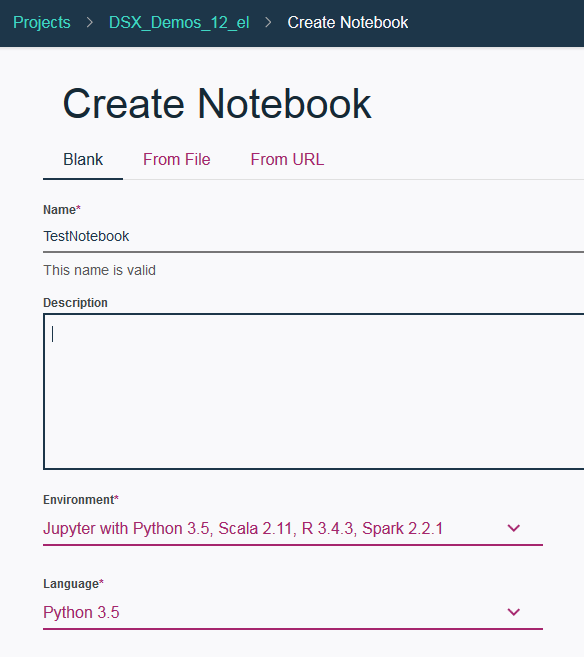 Projects > DSX_Demos_12_el > Create Notebook
Create Notebook
Blank From File From URL
Name*
TestNotebook
This name is valid
Description
Environment*
Jupyter with Python 3.5, Scala 2.11, R 3.4.3, Spark 2.2.1
Language*
Python 3.5